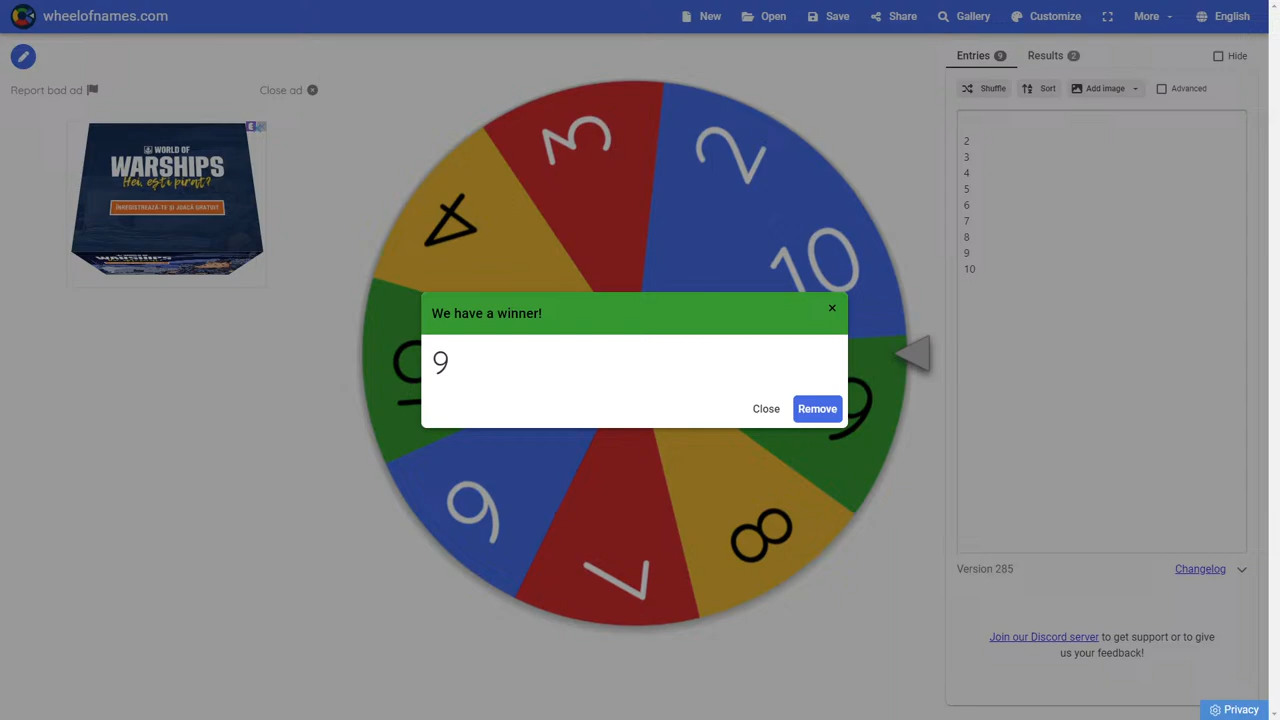 wheelofnames.com
New
Open
Save
Share
Gallery
Customize
More
English
Entries 9
Results 2
Hide
Report bad ad
Close ad
Shuffle
Sort
Add image
Advanced
WORLD OF
WARSHIPS
Hei, ești pirat?
ÎNREGISTREAZĂ-TE ȘI JOACĂ GRATUIT
WARSHIPS
2
3
4
5
6
7
8
9
10
3
2
4
10
5
9
6
8
7
We have a winner!
×
9
Close
Remove
Version 285
Changelog
Join our Discord server to get support or to give
us your feedback!
Privacy